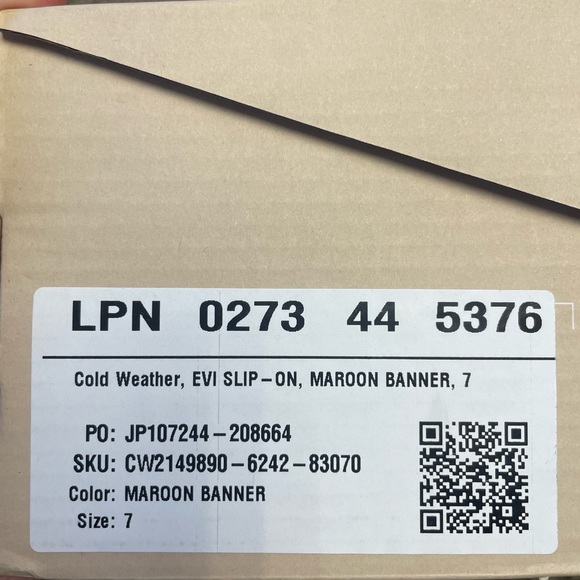 LPN 0273 44 5376
Cold Weather, EVI SLIP-ON, MAROON BANNER, 7
PO: JP107244-208664
SKU: CW2149890-6242-83070
Color: MAROON BANNER
Size: 7